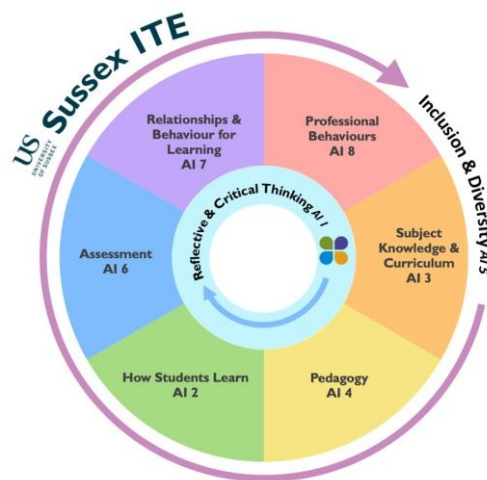 Sussex ITE
US
UNIVERSITY
OF SUSSEX
Inclusion & Diversity AI 5
Relationships &
Behaviour for
Learning
AI 7
Professional
Behaviours
AI 8
Reflective & Critical Thinking AI 1
Assessment
AI 6
Subject
Knowledge &
Curriculum
AI 3
How Students Learn
AI 2
Pedagogy
AI 4